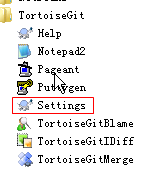 TortoiseGit
Help
Notepad2
Pageant
Puttygen
Settings
TortoiseGitBlame
TortoiseGitIDiff
TortoiseGitMerge